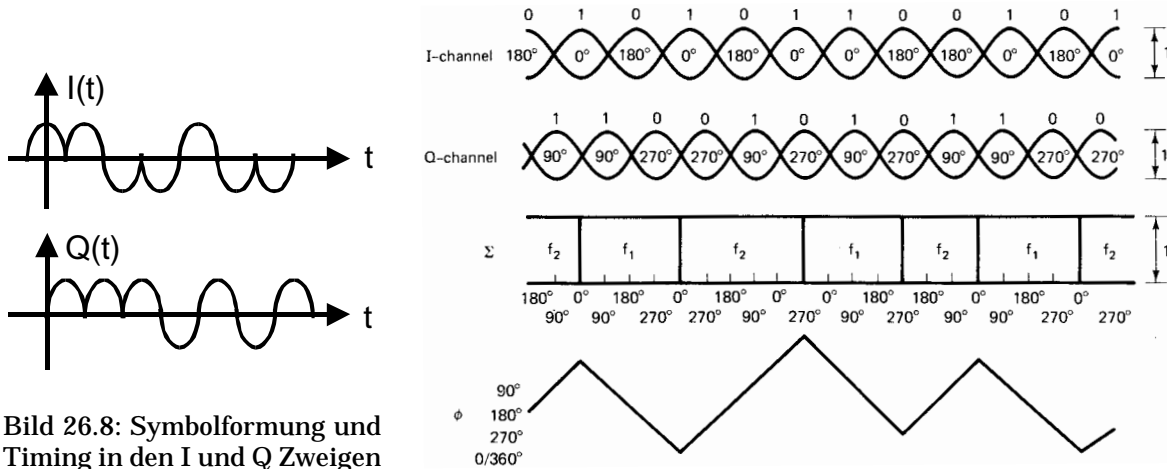 I(t)
t
Q(t)
t
Bild 26.8: Symbolformung und
Timing in den I und Q Zweigen
0 1 0 1 0 1 1 0 0 1 0 1
I-channel 180° 0° 180° 0° 180° 0° 0° 180° 180° 0° 180° 0° 1
1 1 0 0 1 0 1 0 1 1 0 0
Q-channel 90° 90° 270° 270° 90° 270° 90° 270° 90° 90° 270° 270° 1
Σ f₂ f₁ f₂ f₁ f₂ f₁ f₂ 1
180° 0° 180° 0° 180° 0° 0° 180° 180° 0° 180° 0°
90° 90° 270° 270° 90° 270° 90° 270° 90° 90° 270° 270°
90°
φ 180°
270°
0/360°